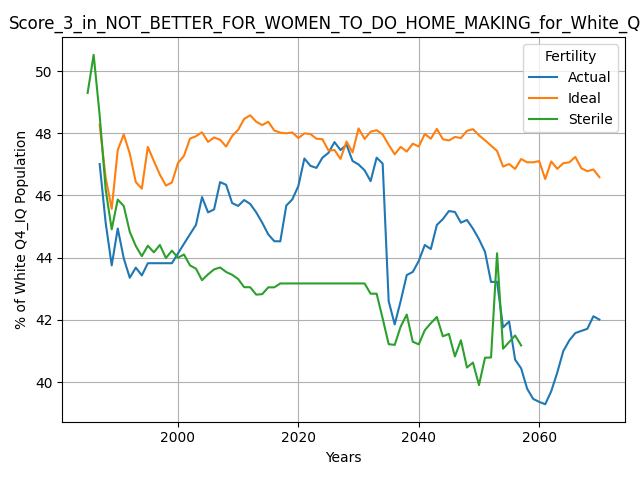 Score_3_in_NOT_BETTER_FOR_WOMEN_TO_DO_HOME_MAKING_for_White_Q
Fertility
Actual
Ideal
Sterile
% of White Q4_IQ Population
50
48
46
44
42
40
2000
2020
2040
2060
Years